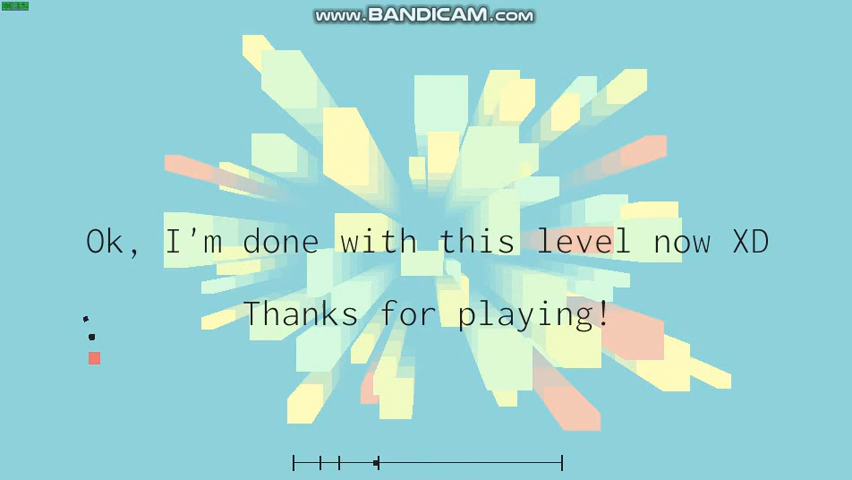 www.BANDICAM.com
Ok, I'm done with this level now XD
Thanks for playing!